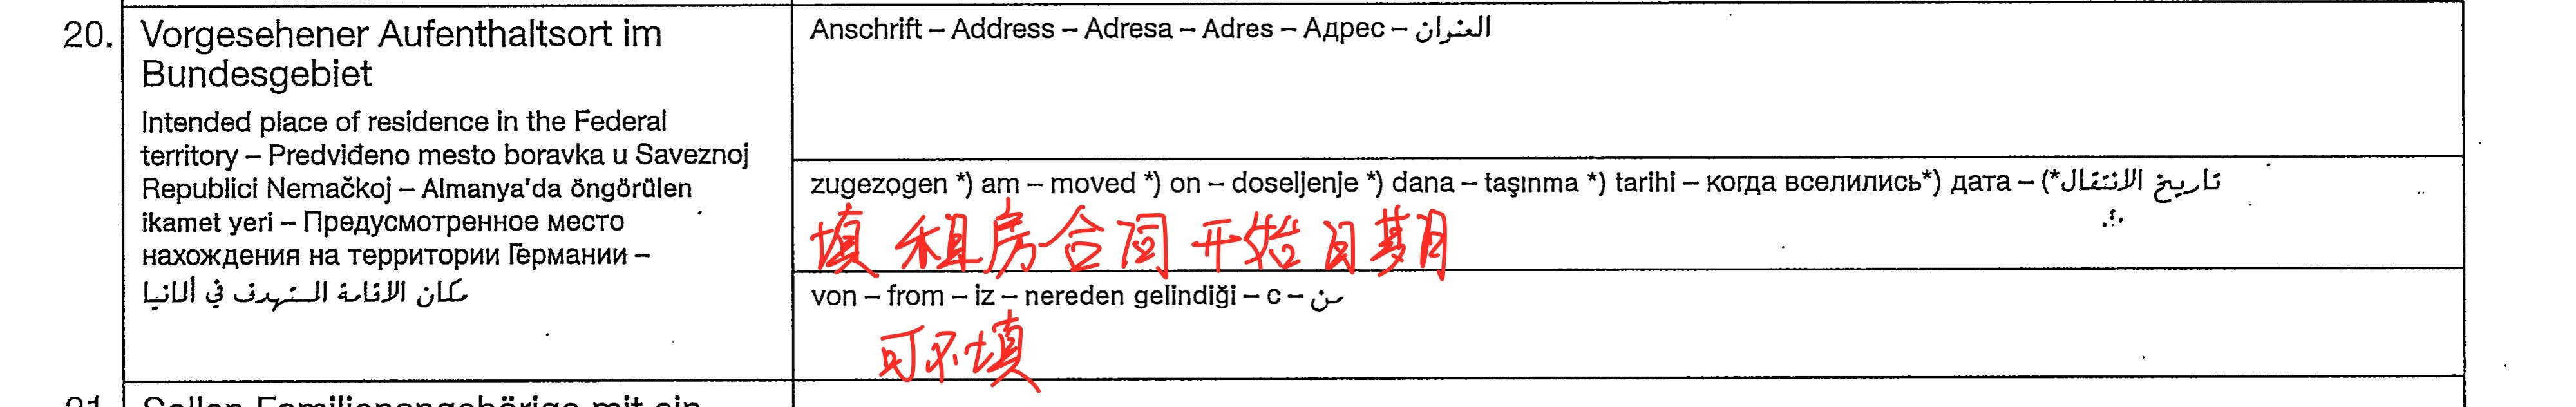 20. Vorgesehener Aufenthaltsort im
Bundesgebiet
Intended place of residence in the Federal
territory – Predviđeno mesto boravka u Saveznoj
Republici Nemačkoj – Almanya'da öngörülen
ikamet yeri – Предусмотренное место
нахождения на территории Германии –
مكان الاقامة المستهدف في ألمانيا
Anschrift – Address – Adresa – Adres – Адрес – العنوان
zugezogen *) am – moved *) on – doseljenje *) dana – taşınma *) tarihi – когда вселились*) дата – (*تاريخ الانتقال
填 租房合同 开始日期
von – from – iz – nereden gelindiği – c – من
可不填
21. Sollen Familienangehörige mit ein